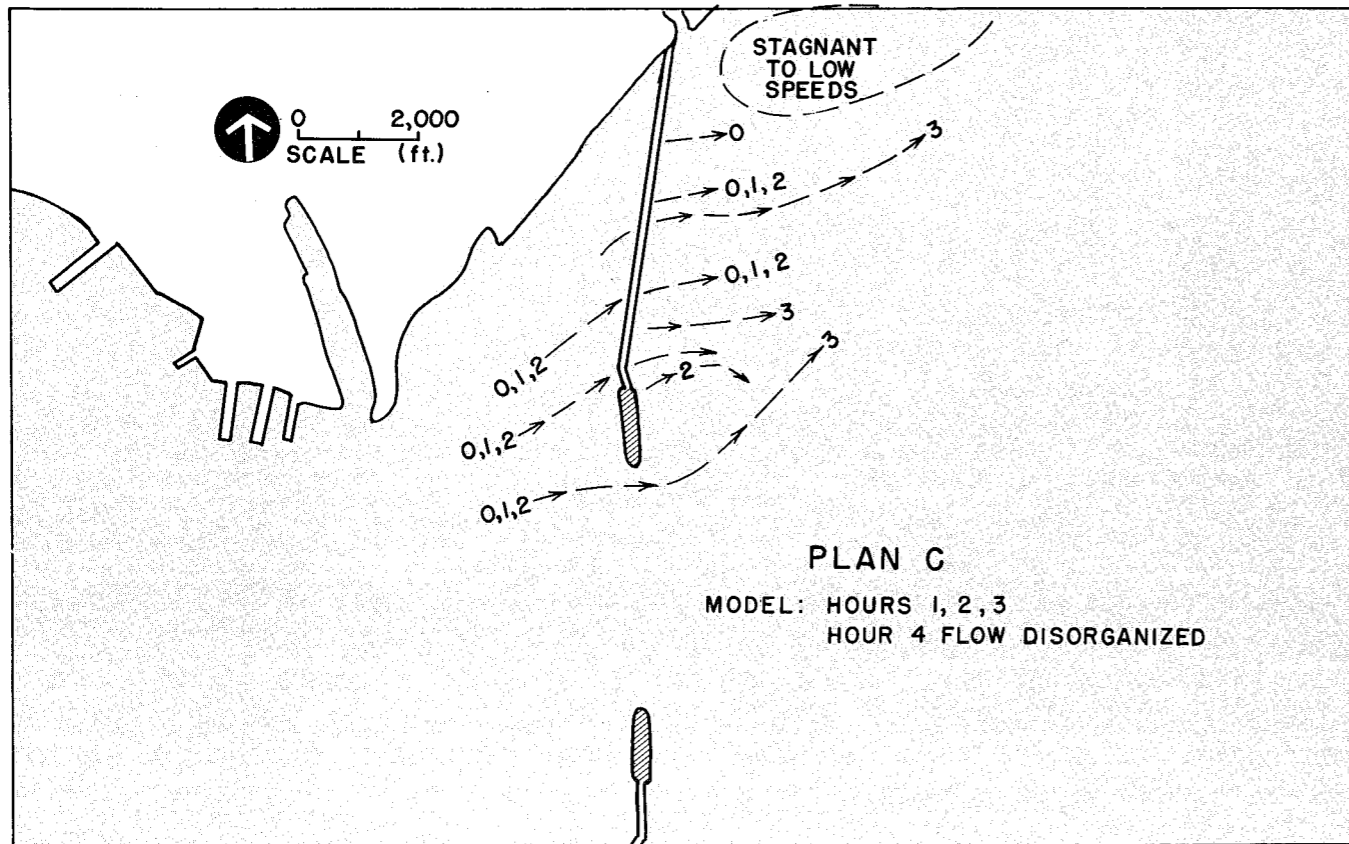 STAGNANT
TO LOW
SPEEDS
0 2,000
SCALE (ft.)
0
3
0,1,2
0,1,2
3
3
0,1,2
2
0,1,2
0,1,2
PLAN C
MODEL: HOURS 1, 2, 3
HOUR 4 FLOW DISORGANIZED